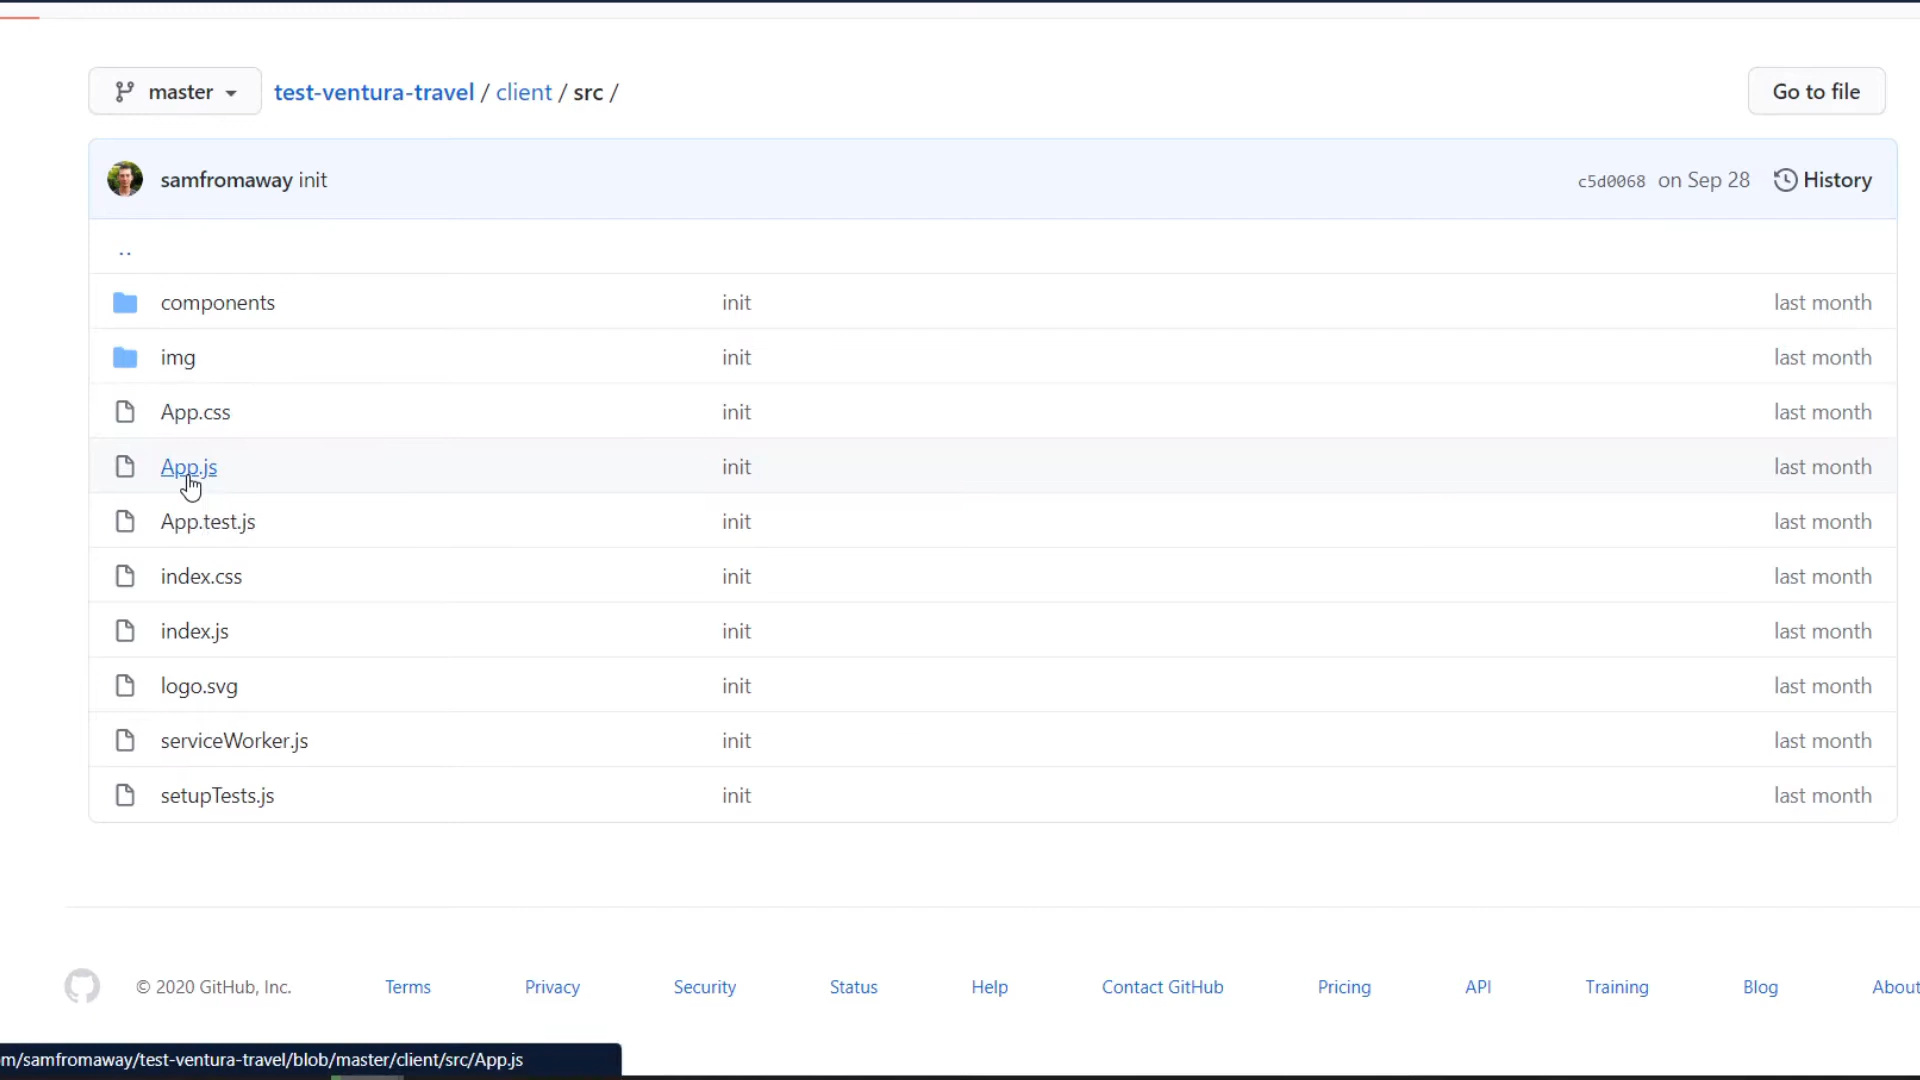 master test-ventura-travel / client / src / Go to file
samfromaway init c5d0068 on Sep 28 History
..
components init last month
img init last month
App.css init last month
App.js init last month
App.test.js init last month
index.css init last month
index.js init last month
logo.svg init last month
serviceWorker.js init last month
setupTests.js init last month
© 2020 GitHub, Inc. Terms Privacy Security Status Help Contact GitHub Pricing API Training Blog About
m/samfromaway/test-ventura-travel/blob/master/client/src/App.js